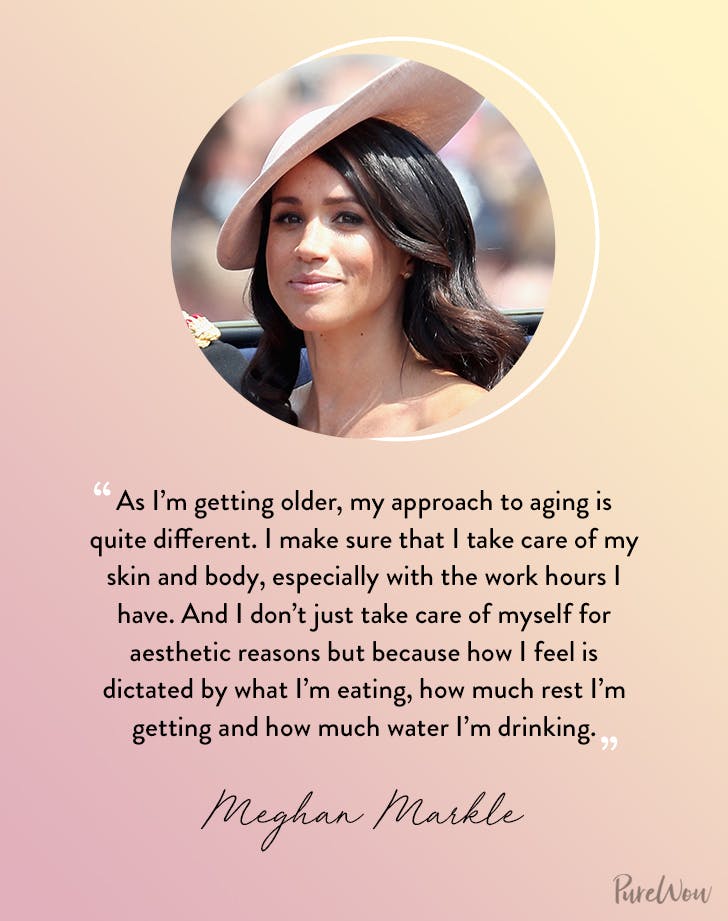 “ As I’m getting older, my approach to aging is
quite different. I make sure that I take care of my
skin and body, especially with the work hours I
have. And I don’t just take care of myself for
aesthetic reasons but because how I feel is
dictated by what I’m eating, how much rest I’m
getting and how much water I’m drinking. ”
Meghan Markle
PureWow